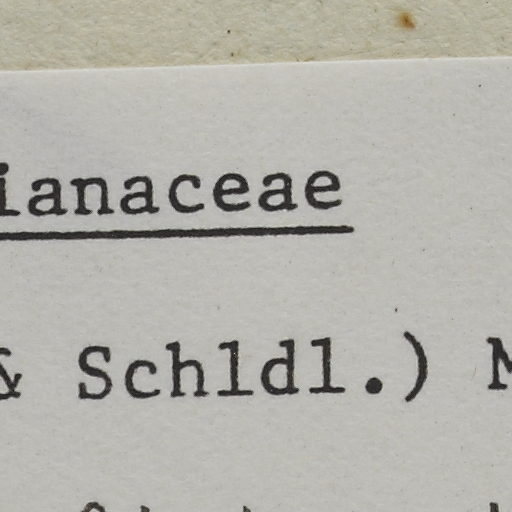 ianaceae
& Schldl.) M